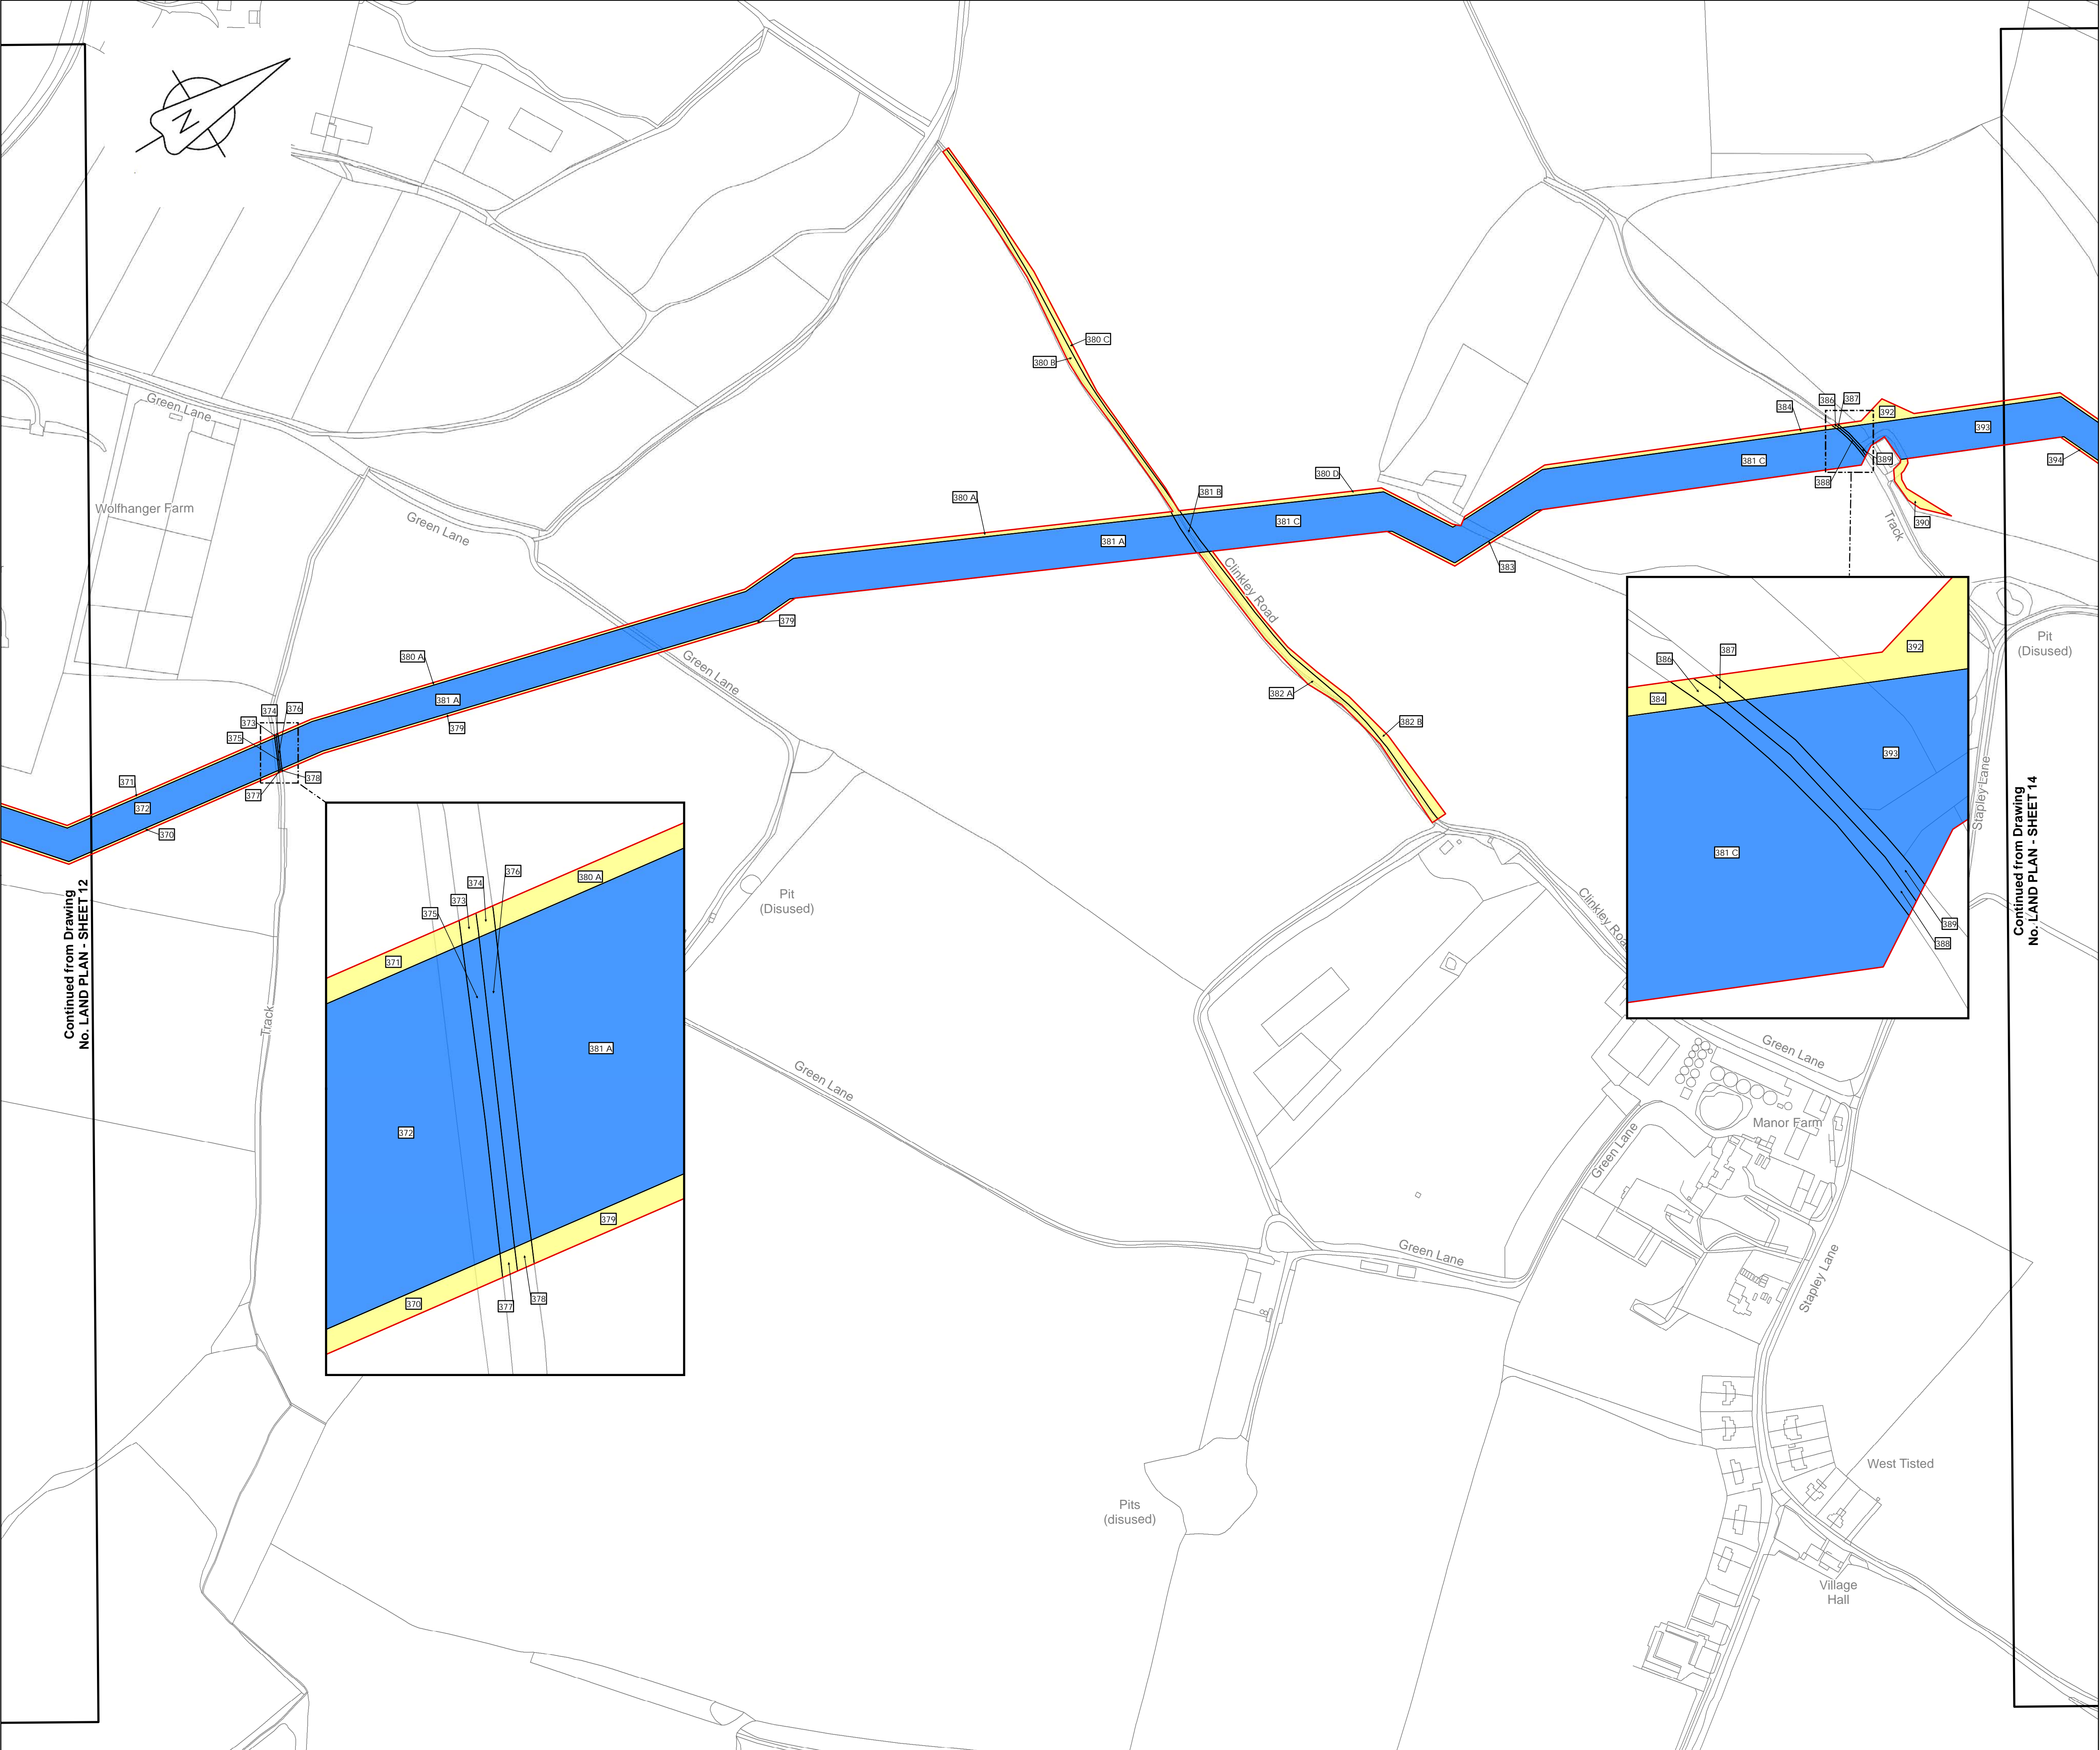 N
380 C
380 B
Green Lane
386
387
384
392
393
394
Wolfhanger Farm
Green Lane
380 A
381 B
380 D
381 C
381 A
381 C
389
388
390
Track
383
Clinkley Road
379
Green Lane
380 A
381 A
379
382 A
382 B
374
376
373
375
378
377
371
372
370
Pit
(Disused)
386
387
392
384
393
381 C
389
388
Stapley Lane
Continued from Drawing
No. LAND PLAN - SHEET 12
Continued from Drawing
No. LAND PLAN - SHEET 14
376
374
380 A
373
375
371
381 A
372
379
370
377
378
Pit
(Disused)
Clinkley Road
Track
Green Lane
Green Lane
Manor Farm
Green Lane
Green Lane
Stapley Lane
West Tisted
Pits
(disused)
Village
Hall